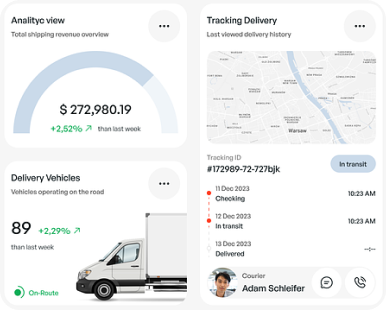 Analityc view
Total shipping revenue overview
$ 272,980.19
+2,52% ↗ than last week
Delivery Vehicles
Vehicles operating on the road
89 +2,29% ↗
than last week
On-Route
Tracking Delivery
Last viewed delivery history
Warsaw
Tracking ID
#172989-72-727bjk
In transit
11 Dec 2023
Checking
10:23 AM
12 Dec 2023
In transit
10:23 AM
13 Dec 2023
Delivered
--:--
Courier
Adam Schleifer